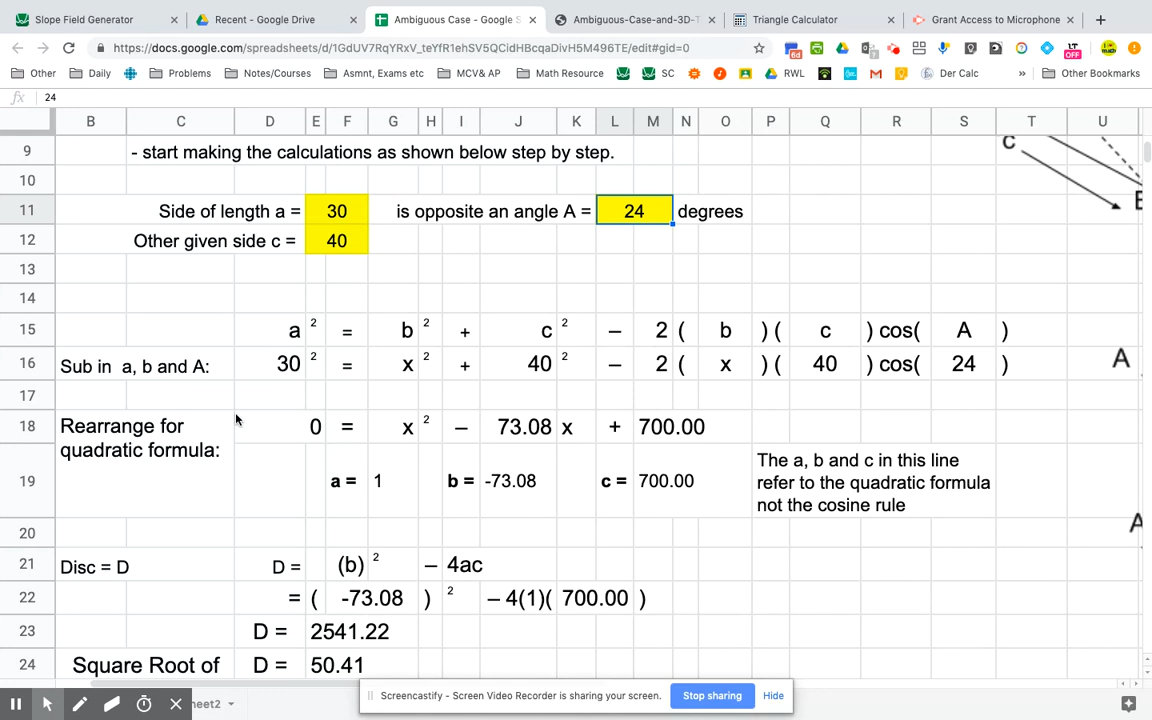 Slope Field Generator
Recent - Google Drive
Ambiguous Case - Google S
Ambiguous-Case-and-3D-T
Triangle Calculator
Grant Access to Microphone
https://docs.google.com/spreadsheets/d/1GdUV7RqYRxV_teYfR1ehSV5QCidHBcqaDivH5M496TE/edit#gid=0
Other Daily Problems Notes/Courses Asmnt, Exams etc MCV& AP Math Resource SC RWL Der Calc » Other Bookmarks
fx 24
B C D E F G H I J K L M N O P Q R S T U
9 - start making the calculations as shown below step by step. C
10
11 Side of length a = 30 is opposite an angle A = 24 degrees
12 Other given side c = 40
13
14
15 a 2 = b 2 + c 2 – 2 ( b )( c ) cos( A )
16 Sub in a, b and A: 30 2 = x 2 + 40 2 – 2 ( x )( 40 ) cos( 24 ) A
17
18 Rearrange for 0 = x 2 – 73.08 x + 700.00
quadratic formula:
19 a = 1 b = -73.08 c = 700.00 The a, b and c in this line
refer to the quadratic formula
not the cosine rule
20
21 Disc = D D = (b) 2 – 4ac
22 = ( -73.08 ) 2 – 4(1)( 700.00 )
23 D = 2541.22
24 Square Root of D = 50.41
Screencastify - Screen Video Recorder is sharing your screen. Stop sharing Hide
heet2